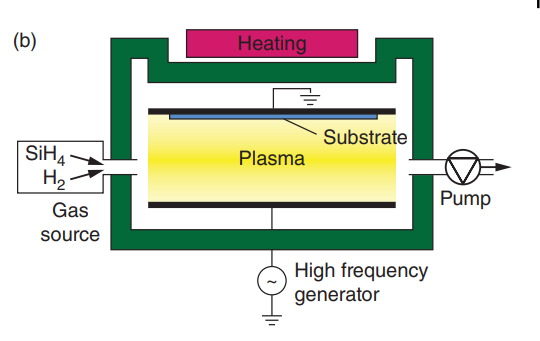 (b)
Heating
Substrate
SiH4
Plasma
H2
Pump
Gas
source
High frequency
generator
~